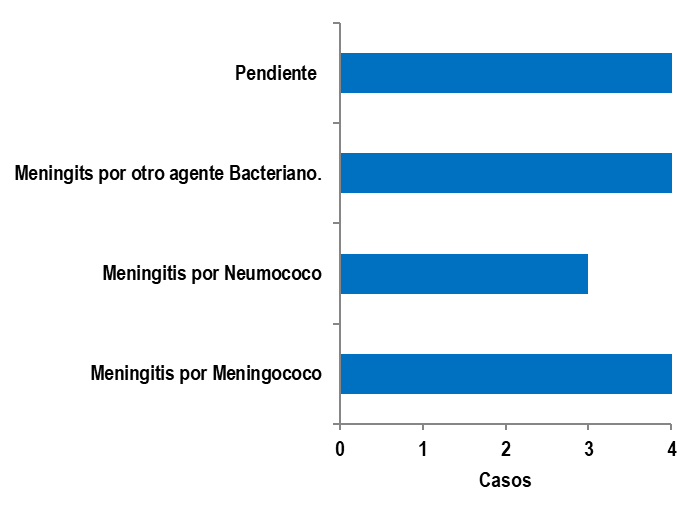 Pendiente
Meningits por otro agente Bacteriano.
Meningitis por Neumococo
Meningitis por Meningococo
0 1 2 3 4
Casos